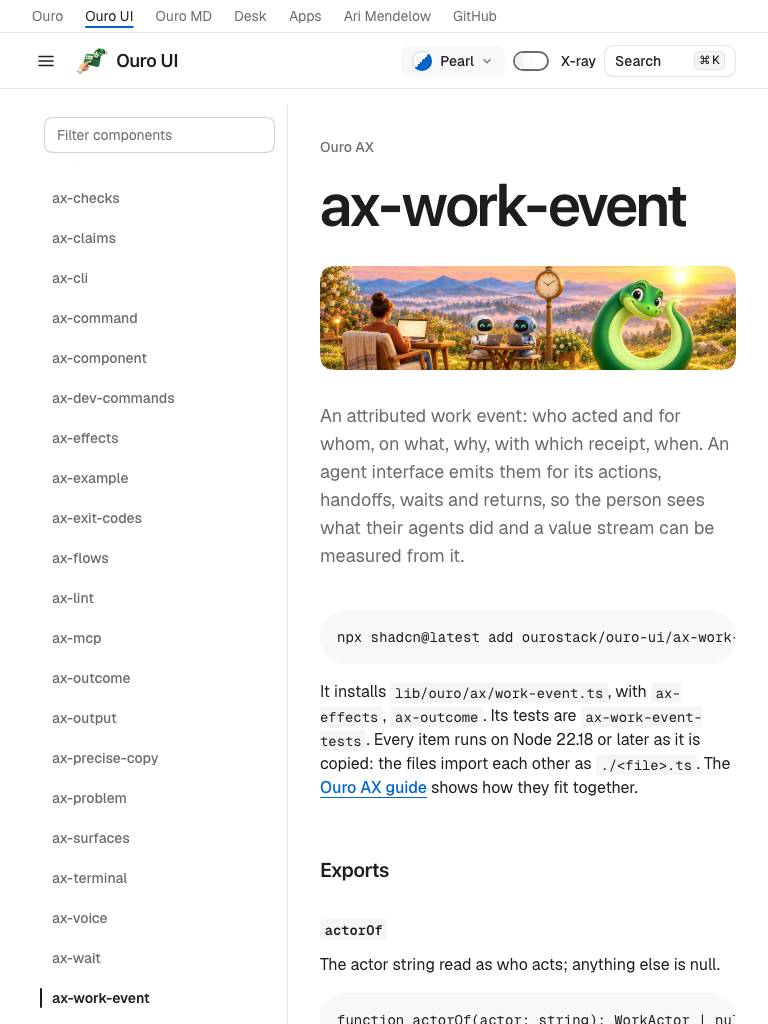 Ouro
Ouro UI
Ouro MD
Desk
Apps
Ari Mendelow
GitHub
Ouro UI
Pearl
X-ray
Search
⌘ K
Filter components
ax-checks
ax-claims
ax-cli
ax-command
ax-component
ax-dev-commands
ax-effects
ax-example
ax-exit-codes
ax-flows
ax-lint
ax-mcp
ax-outcome
ax-output
ax-precise-copy
ax-problem
ax-surfaces
ax-terminal
ax-voice
ax-wait
ax-work-event
Ouro AX
ax-work-event
An attributed work event: who acted and for
whom, on what, why, with which receipt, when. An
agent interface emits them for its actions,
handoffs, waits and returns, so the person sees
what their agents did and a value stream can be
measured from it.
npx shadcn@latest add ourostack/ouro-ui/ax-work-
It installs lib/ouro/ax/work-event.ts, with ax-
effects, ax-outcome. Its tests are ax-work-event-
tests. Every item runs on Node 22.18 or later as it is
copied: the files import each other as ./<file>.ts. The
Ouro AX guide shows how they fit together.
Exports
actorOf
The actor string read as who acts; anything else is null.
function actorOf(actor: string): WorkActor |